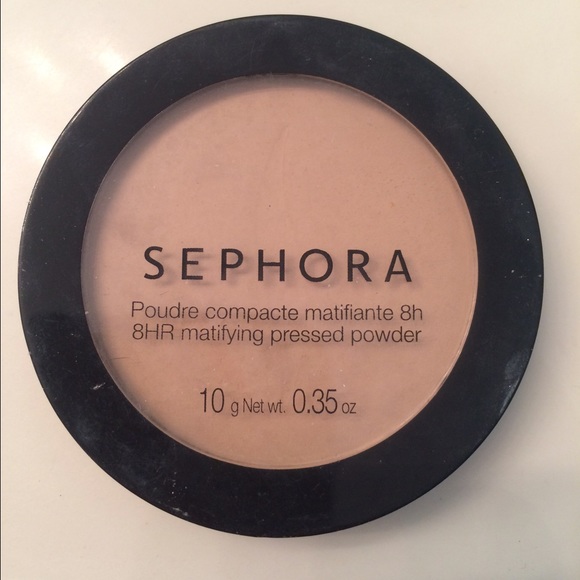 SEPHORA
Poudre compacte matifiante 8h
8HR matifying pressed powder
10 g Net wt. 0.35 oz